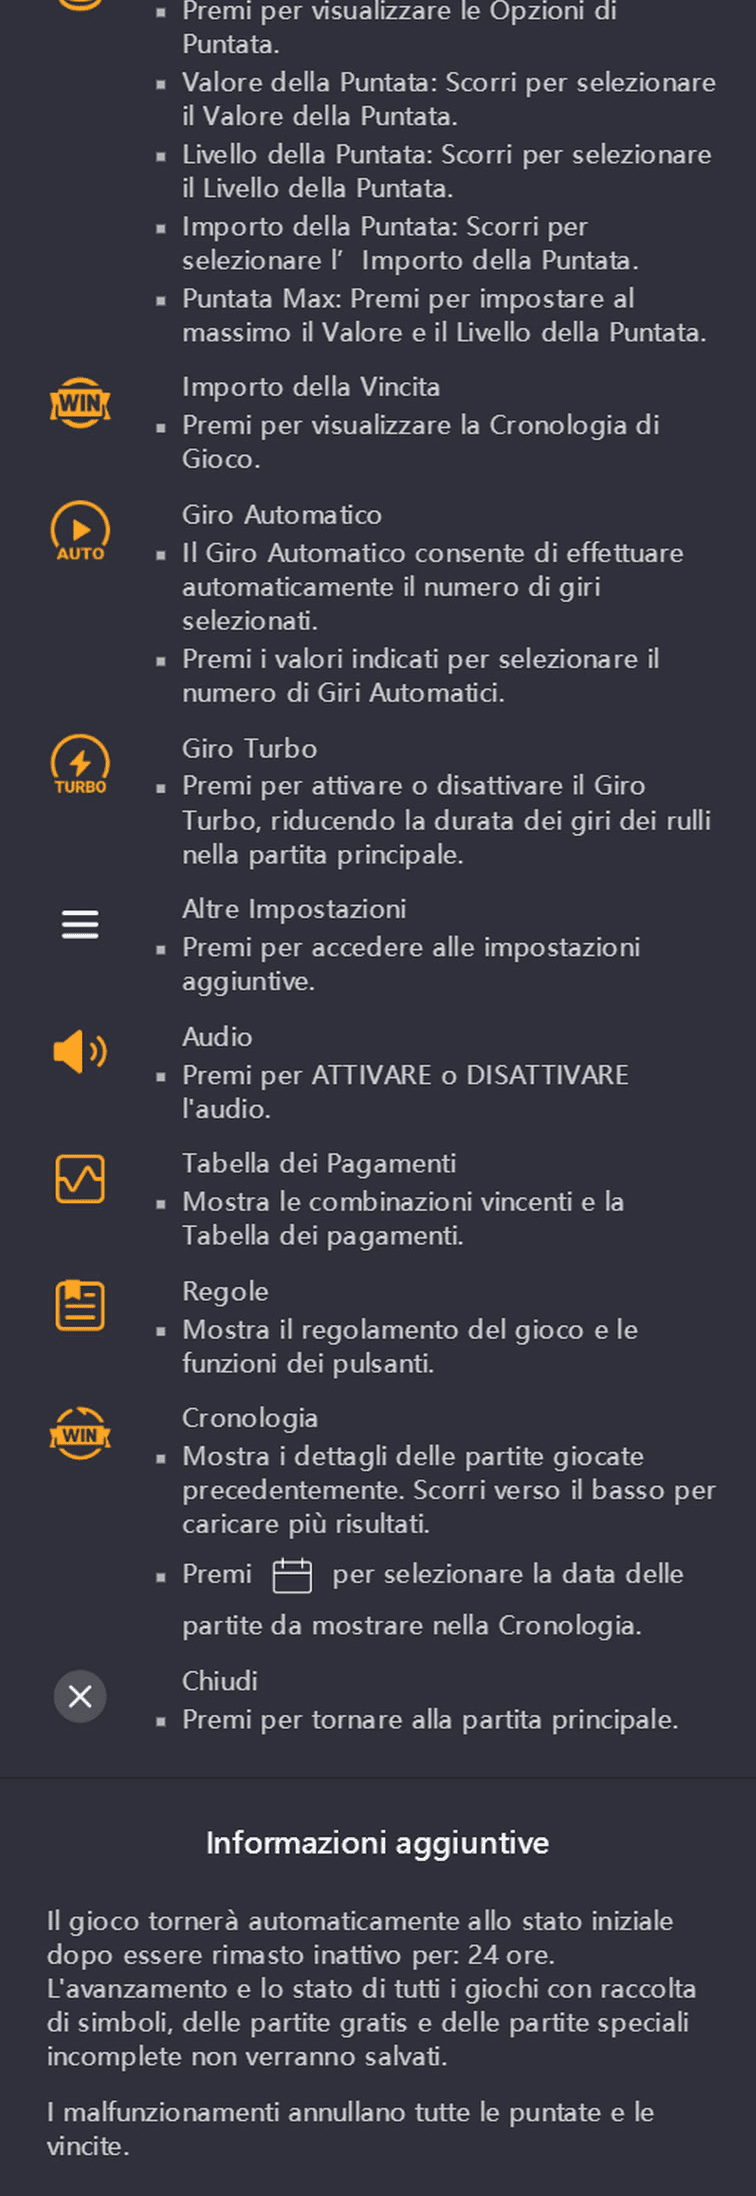 Premi per visualizzare le Opzioni di
Puntata.
Valore della Puntata: Scorri per selezionare
il Valore della Puntata.
Livello della Puntata: Scorri per selezionare
il Livello della Puntata.
Importo della Puntata: Scorri per
selezionare l’ Importo della Puntata.
Puntata Max: Premi per impostare al
massimo il Valore e il Livello della Puntata.
WIN
Importo della Vincita
Premi per visualizzare la Cronologia di
Gioco.
AUTO
Giro Automatico
Il Giro Automatico consente di effettuare
automaticamente il numero di giri
selezionati.
Premi i valori indicati per selezionare il
numero di Giri Automatici.
TURBO
Giro Turbo
Premi per attivare o disattivare il Giro
Turbo, riducendo la durata dei giri dei rulli
nella partita principale.
Altre Impostazioni
Premi per accedere alle impostazioni
aggiuntive.
Audio
Premi per ATTIVARE o DISATTIVARE
l'audio.
Tabella dei Pagamenti
Mostra le combinazioni vincenti e la
Tabella dei pagamenti.
Regole
Mostra il regolamento del gioco e le
funzioni dei pulsanti.
WIN
Cronologia
Mostra i dettagli delle partite giocate
precedentemente. Scorri verso il basso per
caricare più risultati.
Premi per selezionare la data delle
partite da mostrare nella Cronologia.
Chiudi
Premi per tornare alla partita principale.
Informazioni aggiuntive
Il gioco tornerà automaticamente allo stato iniziale
dopo essere rimasto inattivo per: 24 ore.
L'avanzamento e lo stato di tutti i giochi con raccolta
di simboli, delle partite gratis e delle partite speciali
incomplete non verranno salvati.
I malfunzionamenti annullano tutte le puntate e le
vincite.